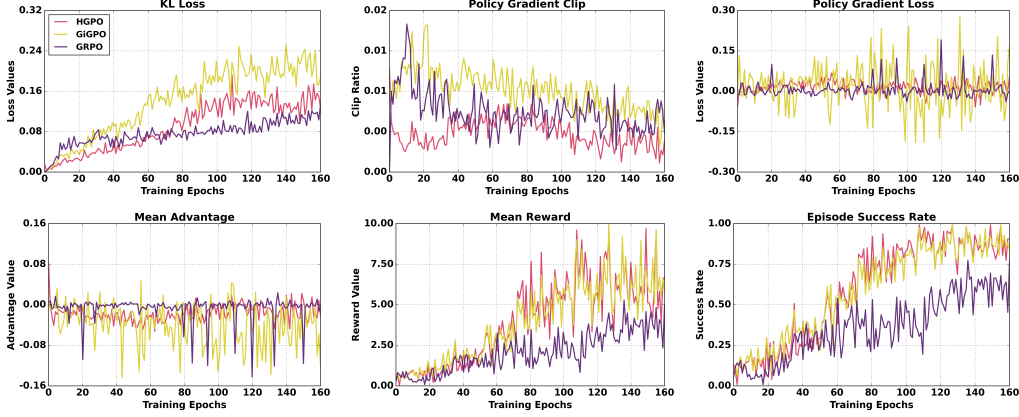 KL Loss
Policy Gradient Clip
Policy Gradient Loss
0.32
0.24
0.16
0.08
0.00
Loss Values
HGPO
GiGPO
GRPO
0 20 40 60 80 100 120 140 160
Training Epochs
0.02
0.01
0.01
0.00
0.00
Clip Ratio
0 20 40 60 80 100 120 140 160
Training Epochs
0.30
0.15
0.00
-0.15
-0.30
Loss Values
0 20 40 60 80 100 120 140 160
Training Epochs
Mean Advantage
Mean Reward
Episode Success Rate
0.16
0.08
0.00
-0.08
-0.16
Advantage Value
0 20 40 60 80 100 120 140 160
Training Epochs
10.00
7.50
5.00
2.50
0.00
Reward Value
0 20 40 60 80 100 120 140 160
Training Epochs
1.00
0.75
0.50
0.25
0.00
Success Rate
0 20 40 60 80 100 120 140 160
Training Epochs